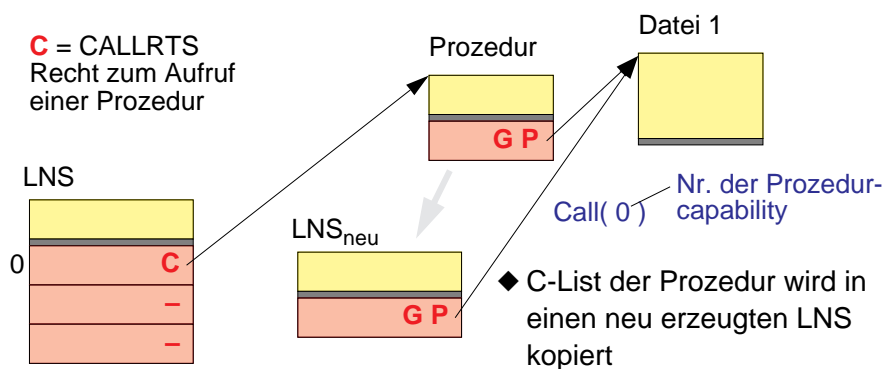 C = CALLRTS
Recht zum Aufruf
einer Prozedur
Prozedur
Datei 1
G P
LNS
0
C
–
–
LNSneu
G P
Call( 0 )
Nr. der Prozedur-
capability
◆ C-List der Prozedur wird in
einen neu erzeugten LNS
kopiert